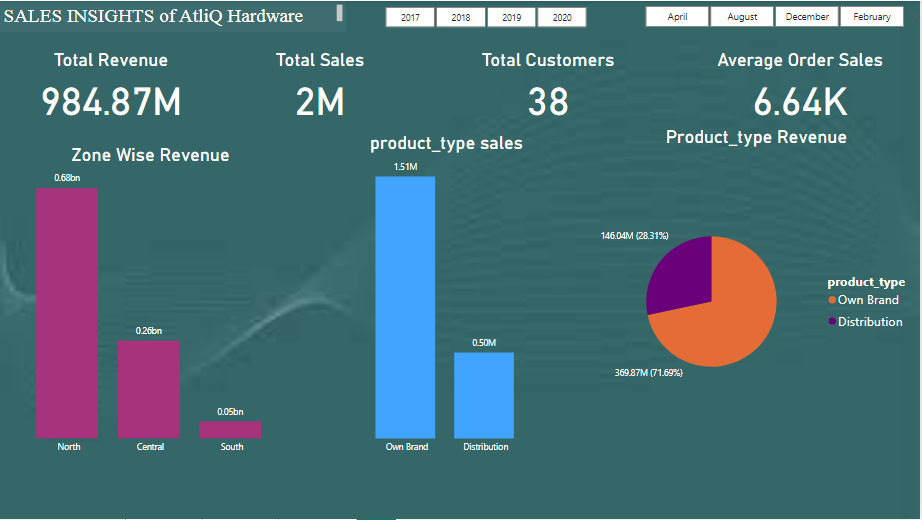 SALES INSIGHTS of AtliQ Hardware
2017 2018 2019 2020
April August December February
Total Revenue
984.87M
Total Sales
2M
Total Customers
38
Average Order Sales
6.64K
Zone Wise Revenue
0.68bn
0.26bn
0.05bn
North Central South
product_type sales
1.51M
0.50M
Own Brand Distribution
Product_type Revenue
146.04M (28.31%)
369.87M (71.69%)
product_type
Own Brand
Distribution